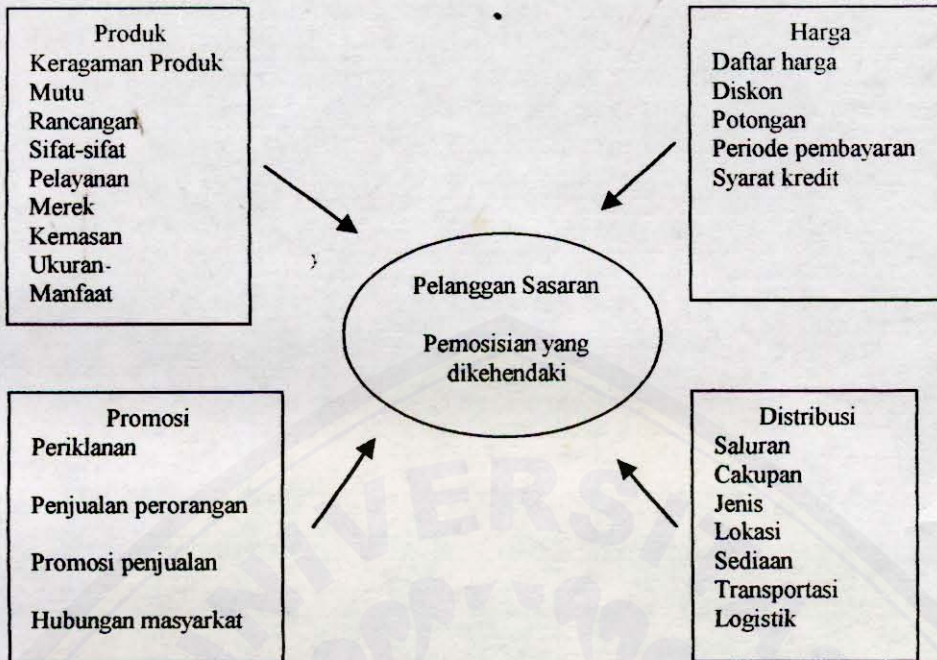 Produk
Keragaman Produk
Mutu
Rancangan
Sifat-sifat
Pelayanan
Merek
Kemasan
Ukuran-
Manfaat
Harga
Daftar harga
Diskon
Potongan
Periode pembayaran
Syarat kredit
Pelanggan Sasaran
Pemosisian yang
dikehendaki
Promosi
Periklanan
Penjualan perorangan
Promosi penjualan
Hubungan masyarkat
Distribusi
Saluran
Cakupan
Jenis
Lokasi
Sediaan
Transportasi
Logistik
NIVERSI